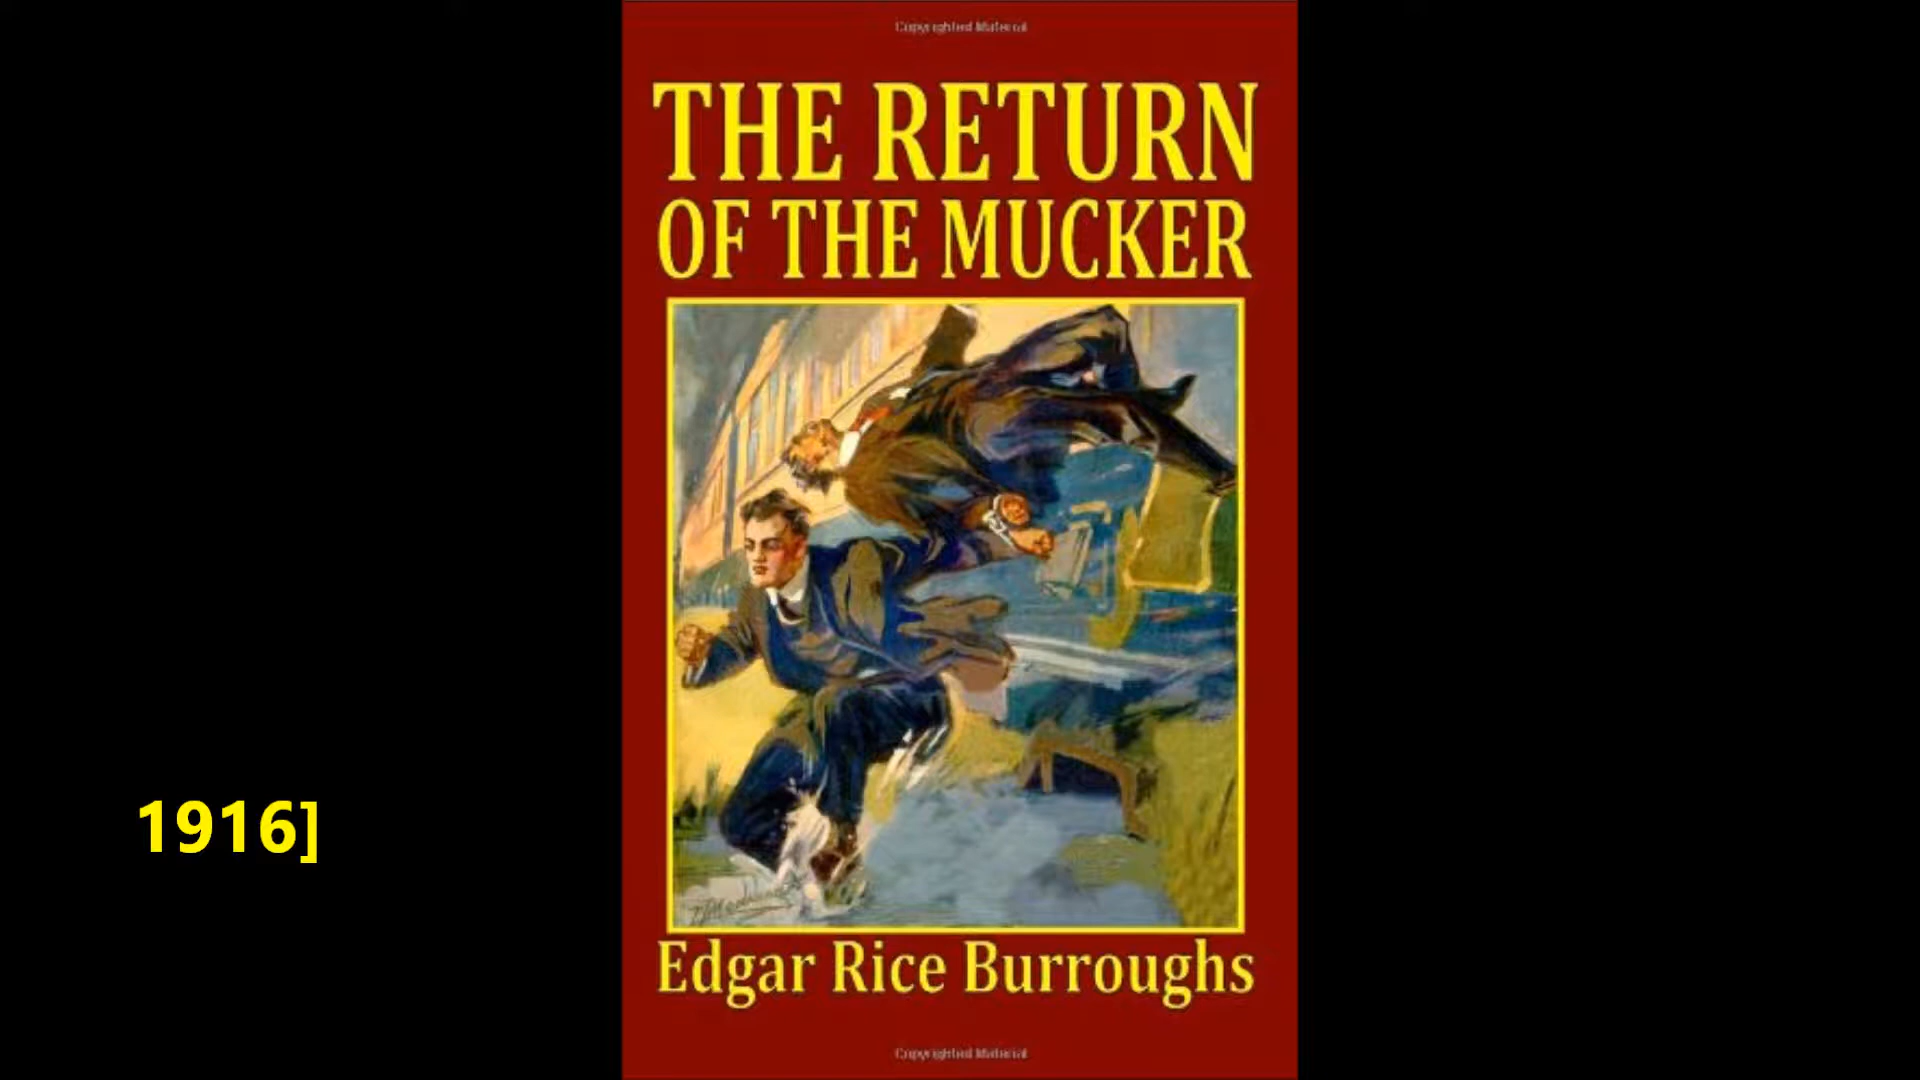 Copyrighted Material
THE RETURN
OF THE MUCKER
1916]
Edgar Rice Burroughs
Copyrighted Material